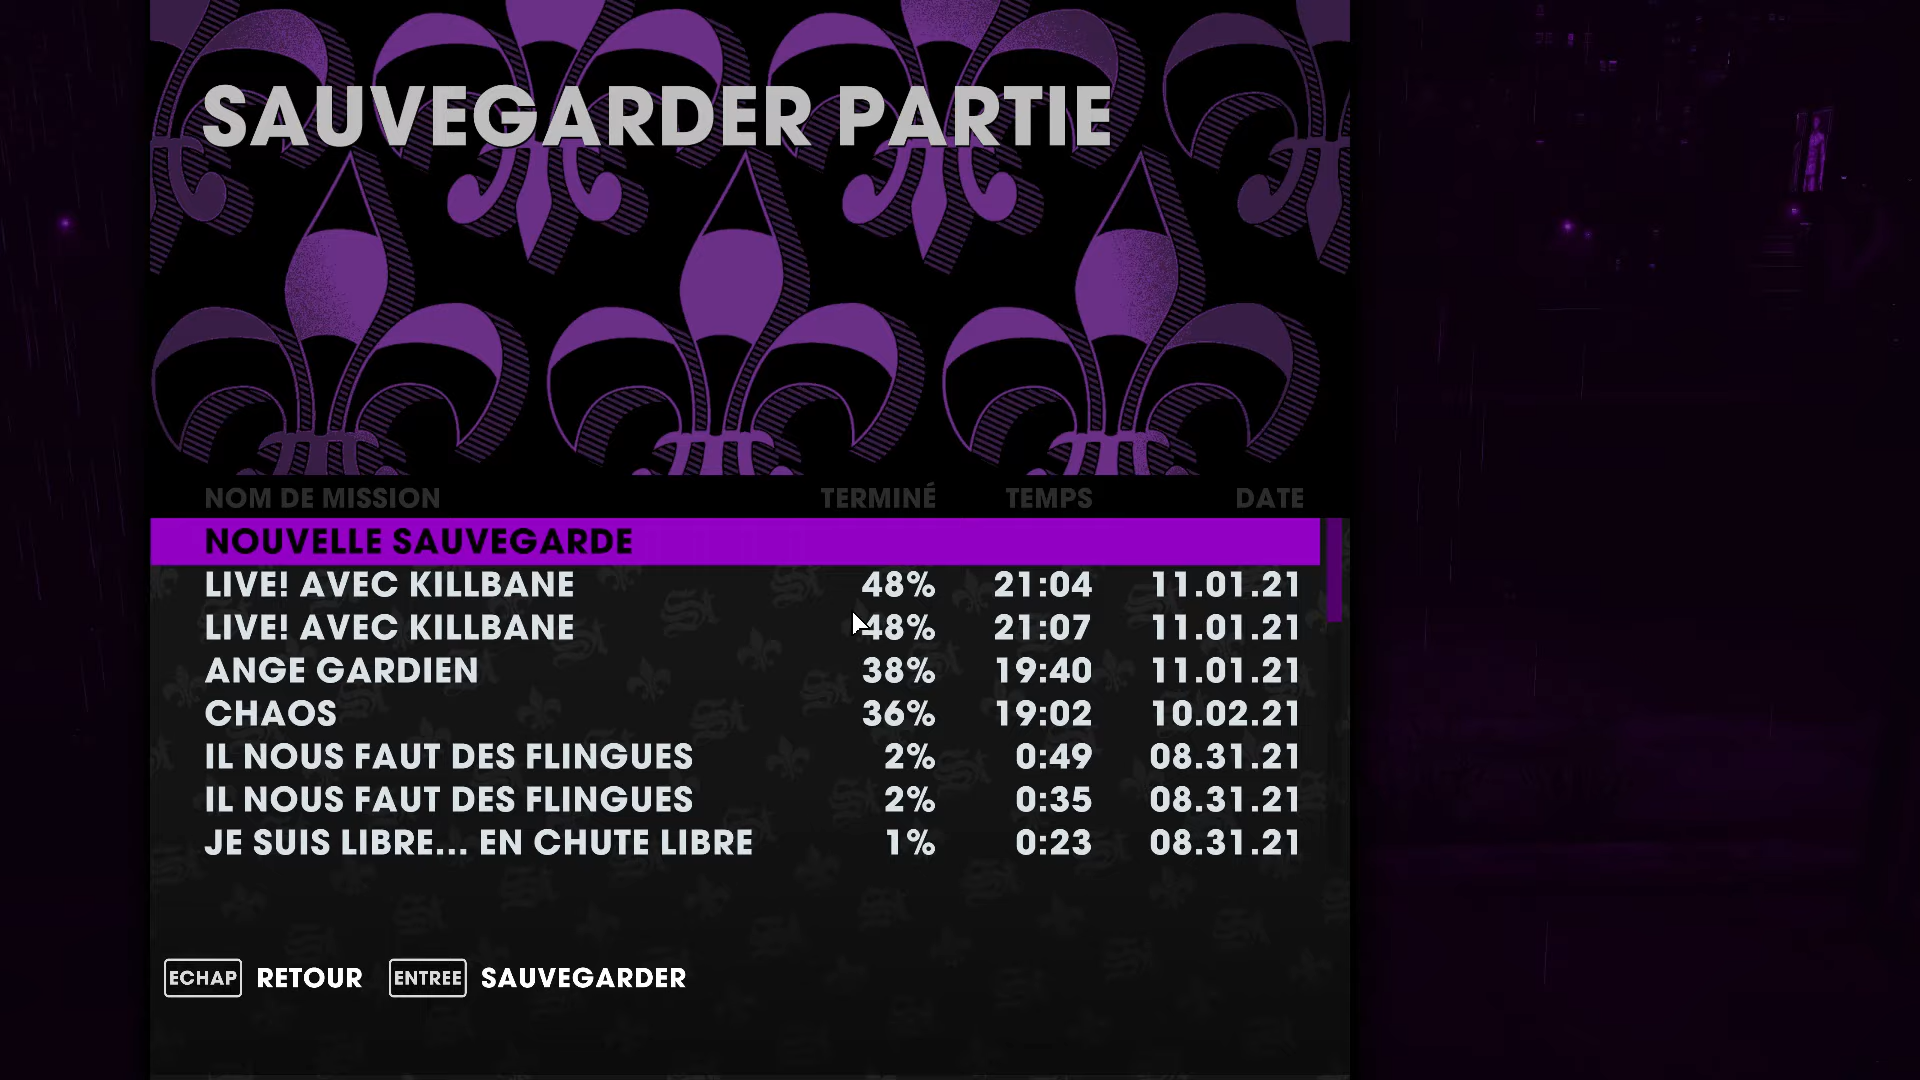 SAUVEGARDER PARTIE
NOM DE MISSION TERMINÉ TEMPS DATE
NOUVELLE SAUVEGARDE
LIVE! AVEC KILLBANE 48% 21:04 11.01.21
LIVE! AVEC KILLBANE 48% 21:07 11.01.21
ANGE GARDIEN 38% 19:40 11.01.21
CHAOS 36% 19:02 10.02.21
IL NOUS FAUT DES FLINGUES 2% 0:49 08.31.21
IL NOUS FAUT DES FLINGUES 2% 0:35 08.31.21
JE SUIS LIBRE... EN CHUTE LIBRE 1% 0:23 08.31.21
ECHAP RETOUR ENTREE SAUVEGARDER